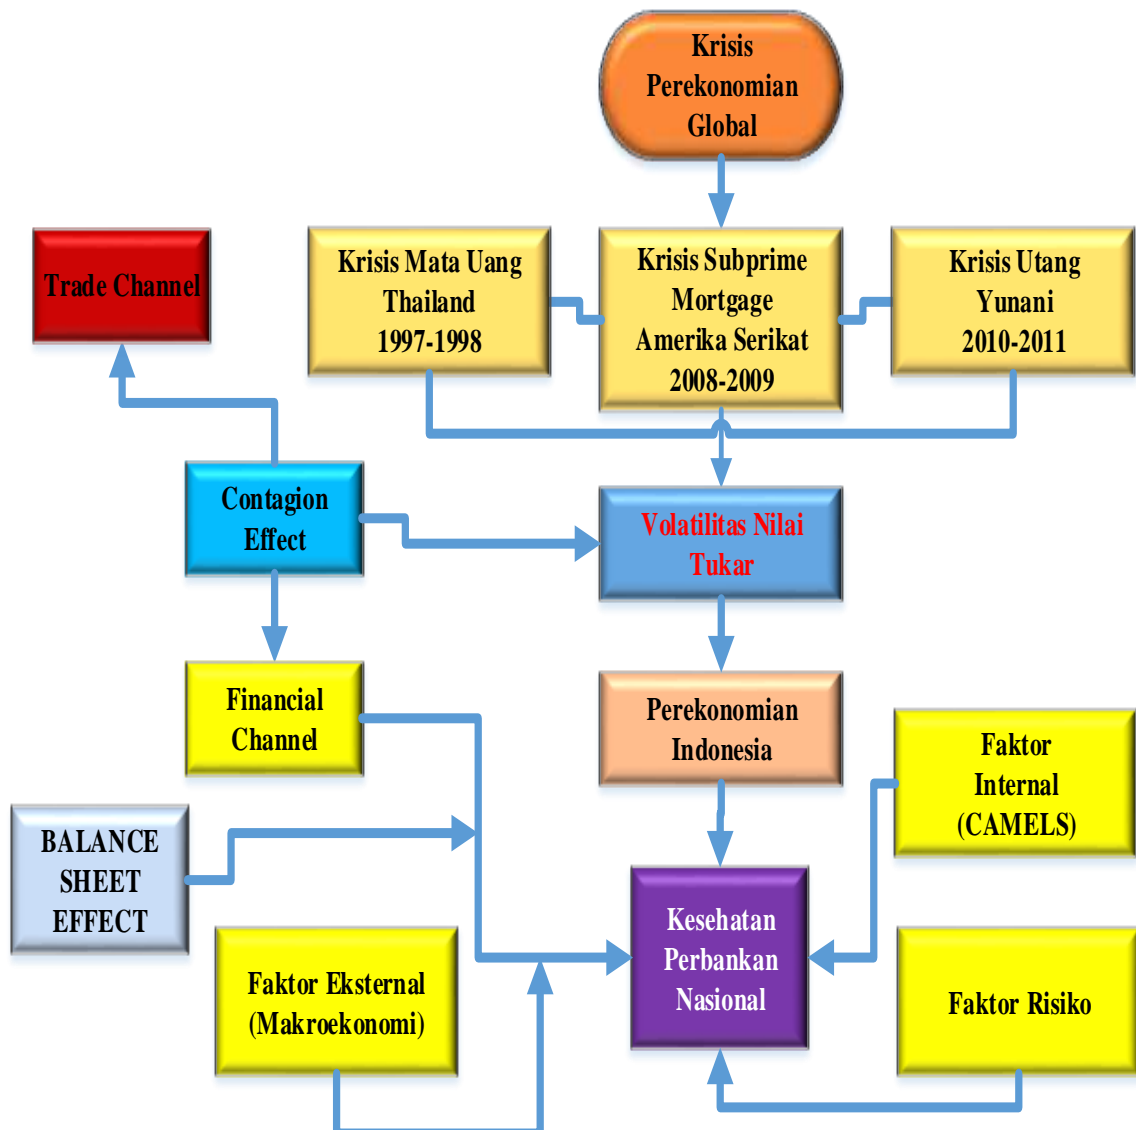 Krisis
Perekonomian
Global
Trade Channel
Krisis Mata Uang
Thailand
1997-1998
Krisis Subprime
Mortgage
Amerika Serikat
2008-2009
Krisis Utang
Yunani
2010-2011
Contagion
Effect
Volatilitas Nilai
Tukar
Financial
Channel
Perekonomian
Indonesia
Faktor
Internal
(CAMELS)
BALANCE
SHEET
EFFECT
Faktor Eksternal
(Makroekonomi)
Kesehatan
Perbankan
Nasional
Faktor Risiko